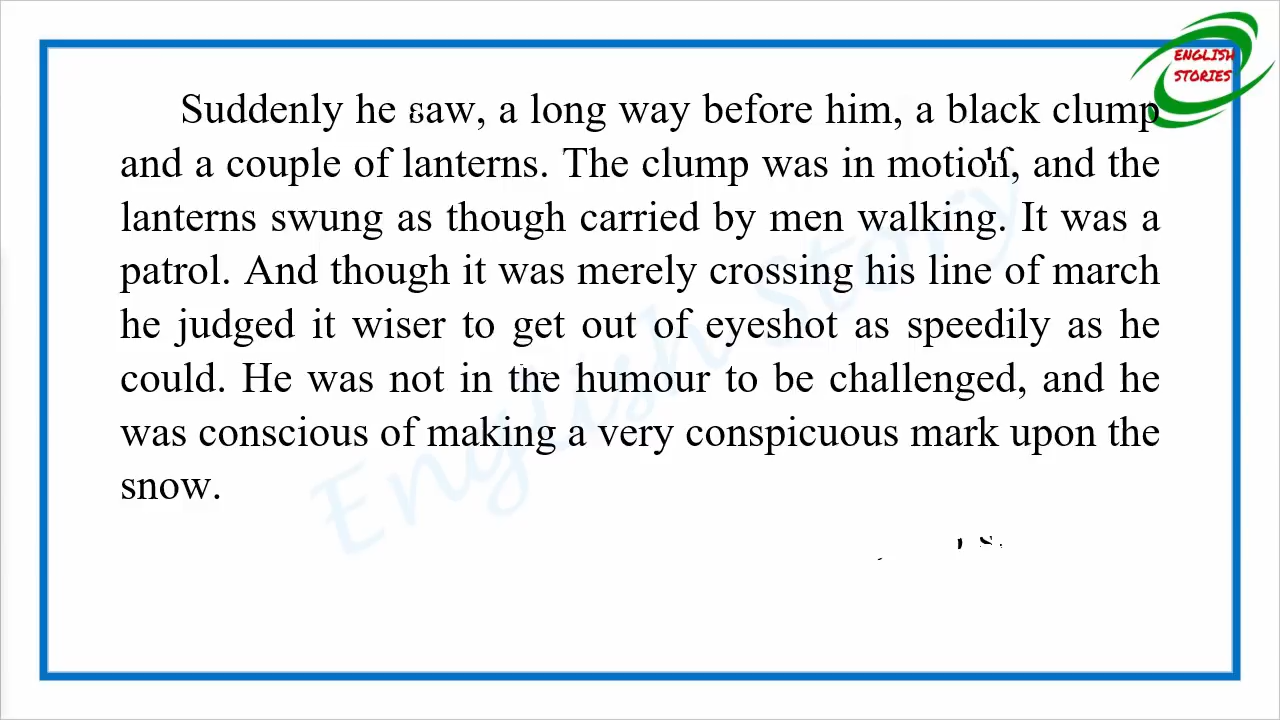 ENGLISH
STORIES
Suddenly he saw, a long way before him, a black clump
and a couple of lanterns. The clump was in motion, and the
lanterns swung as though carried by men walking. It was a
patrol. And though it was merely crossing his line of march
he judged it wiser to get out of eyeshot as speedily as he
could. He was not in the humour to be challenged, and he
was conscious of making a very conspicuous mark upon the
snow.
English Story